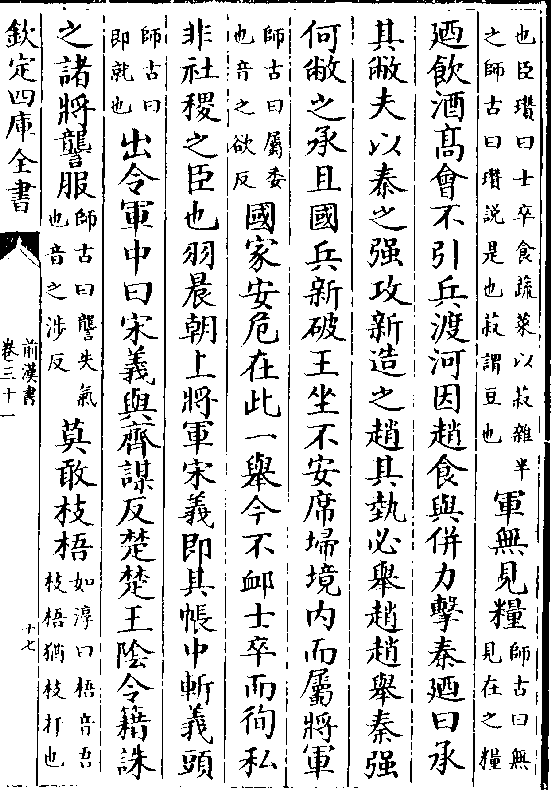 也臣瓚曰士卒食蔬菜以菽雜半
之師古曰瓚說是也菽謂豆也
軍無見糧
師古曰無
見在之糧
廼飲酒高會不引兵渡河因趙食與併力擊秦廼曰承
其敝夫以秦之强攻新造之趙其埶必舉趙趙舉秦强
何敝之承且國兵新破王坐不安席埽境内而屬將軍
師古曰屬委
也音之欲反
國家安危在此一舉今不䘏士卒而徇私
非社稷之臣也羽晨朝上將軍宋義即其帳中斬義頭
師古曰
即就也
出令軍中曰宋義與齊謀反楚楚王陰令籍誅
之諸將讋服
師古曰讋失氣
也音之涉反
莫敢枝梧
如淳曰梧音吾
枝梧猶枝扞也
欽定四庫全書
前漢書
卷三十一
十七